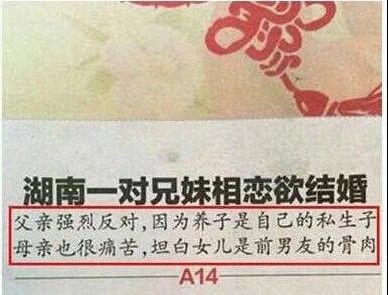 湖南一对兄妹相恋欲结婚
父亲强烈反对,因为养子是自己的私生子
母亲也很痛苦,坦白女儿是前男友的骨肉
A14